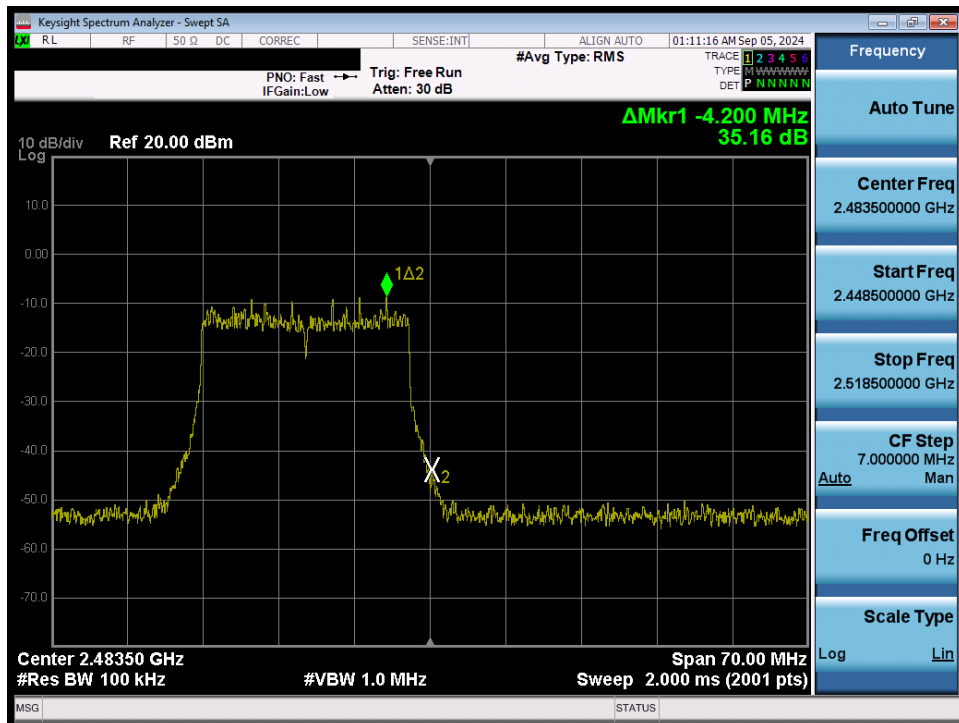 Keysight Spectrum Analyzer - Swept SA
LXI RL RF 50 Ω DC CORREC SENSE:INT ALIGN AUTO 01:11:16 AM Sep 05, 2024
#Avg Type: RMS TRACE 1 2 3 4 5 6
PNO: Fast Trig: Free Run TYPE M WWWWW
IFGain:Low Atten: 30 dB DET P N N N N N
ΔMkr1 -4.200 MHz
35.16 dB
10 dB/div Ref 20.00 dBm
Log
10.0
0.00
-10.0
-20.0
-30.0
-40.0
-50.0
-60.0
-70.0
1Δ2
2
Center 2.48350 GHz Span 70.00 MHz
#Res BW 100 kHz #VBW 1.0 MHz Sweep 2.000 ms (2001 pts)
MSG STATUS
Frequency
Auto Tune
Center Freq
2.483500000 GHz
Start Freq
2.448500000 GHz
Stop Freq
2.518500000 GHz
CF Step
7.000000 MHz
Auto Man
Freq Offset
0 Hz
Scale Type
Log Lin